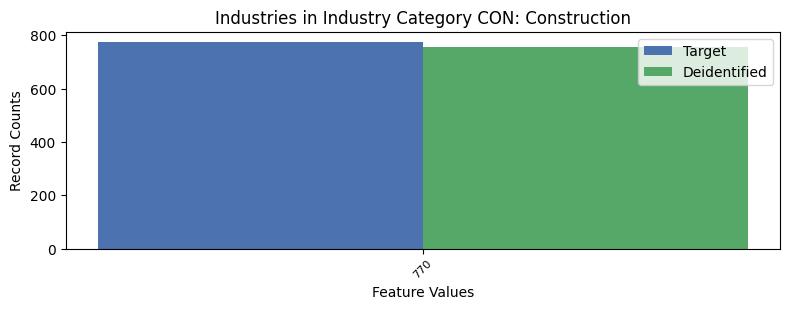 Industries in Industry Category CON: Construction
800
600
400
200
0
Record Counts
Target
Deidentified
770
Feature Values